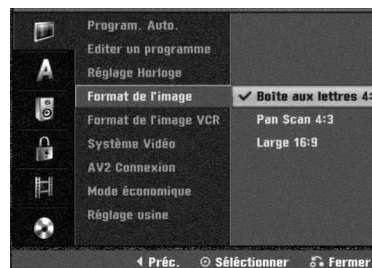 Program. Auto.
Editer un programme
Réglage Horloge
Format de l'image
Format de l'image VCR
Système Vidéo
AV2 Connexion
Mode économique
Réglage usine
✔ Boîte aux lettres 4:
Pan Scan 4:3
Large 16:9
A
Préc.
Séléctionner
Fermer